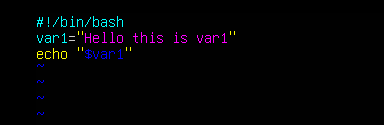 #!/bin/bash
var1="Hello this is var1"
echo "$var1"
~
~
~
~